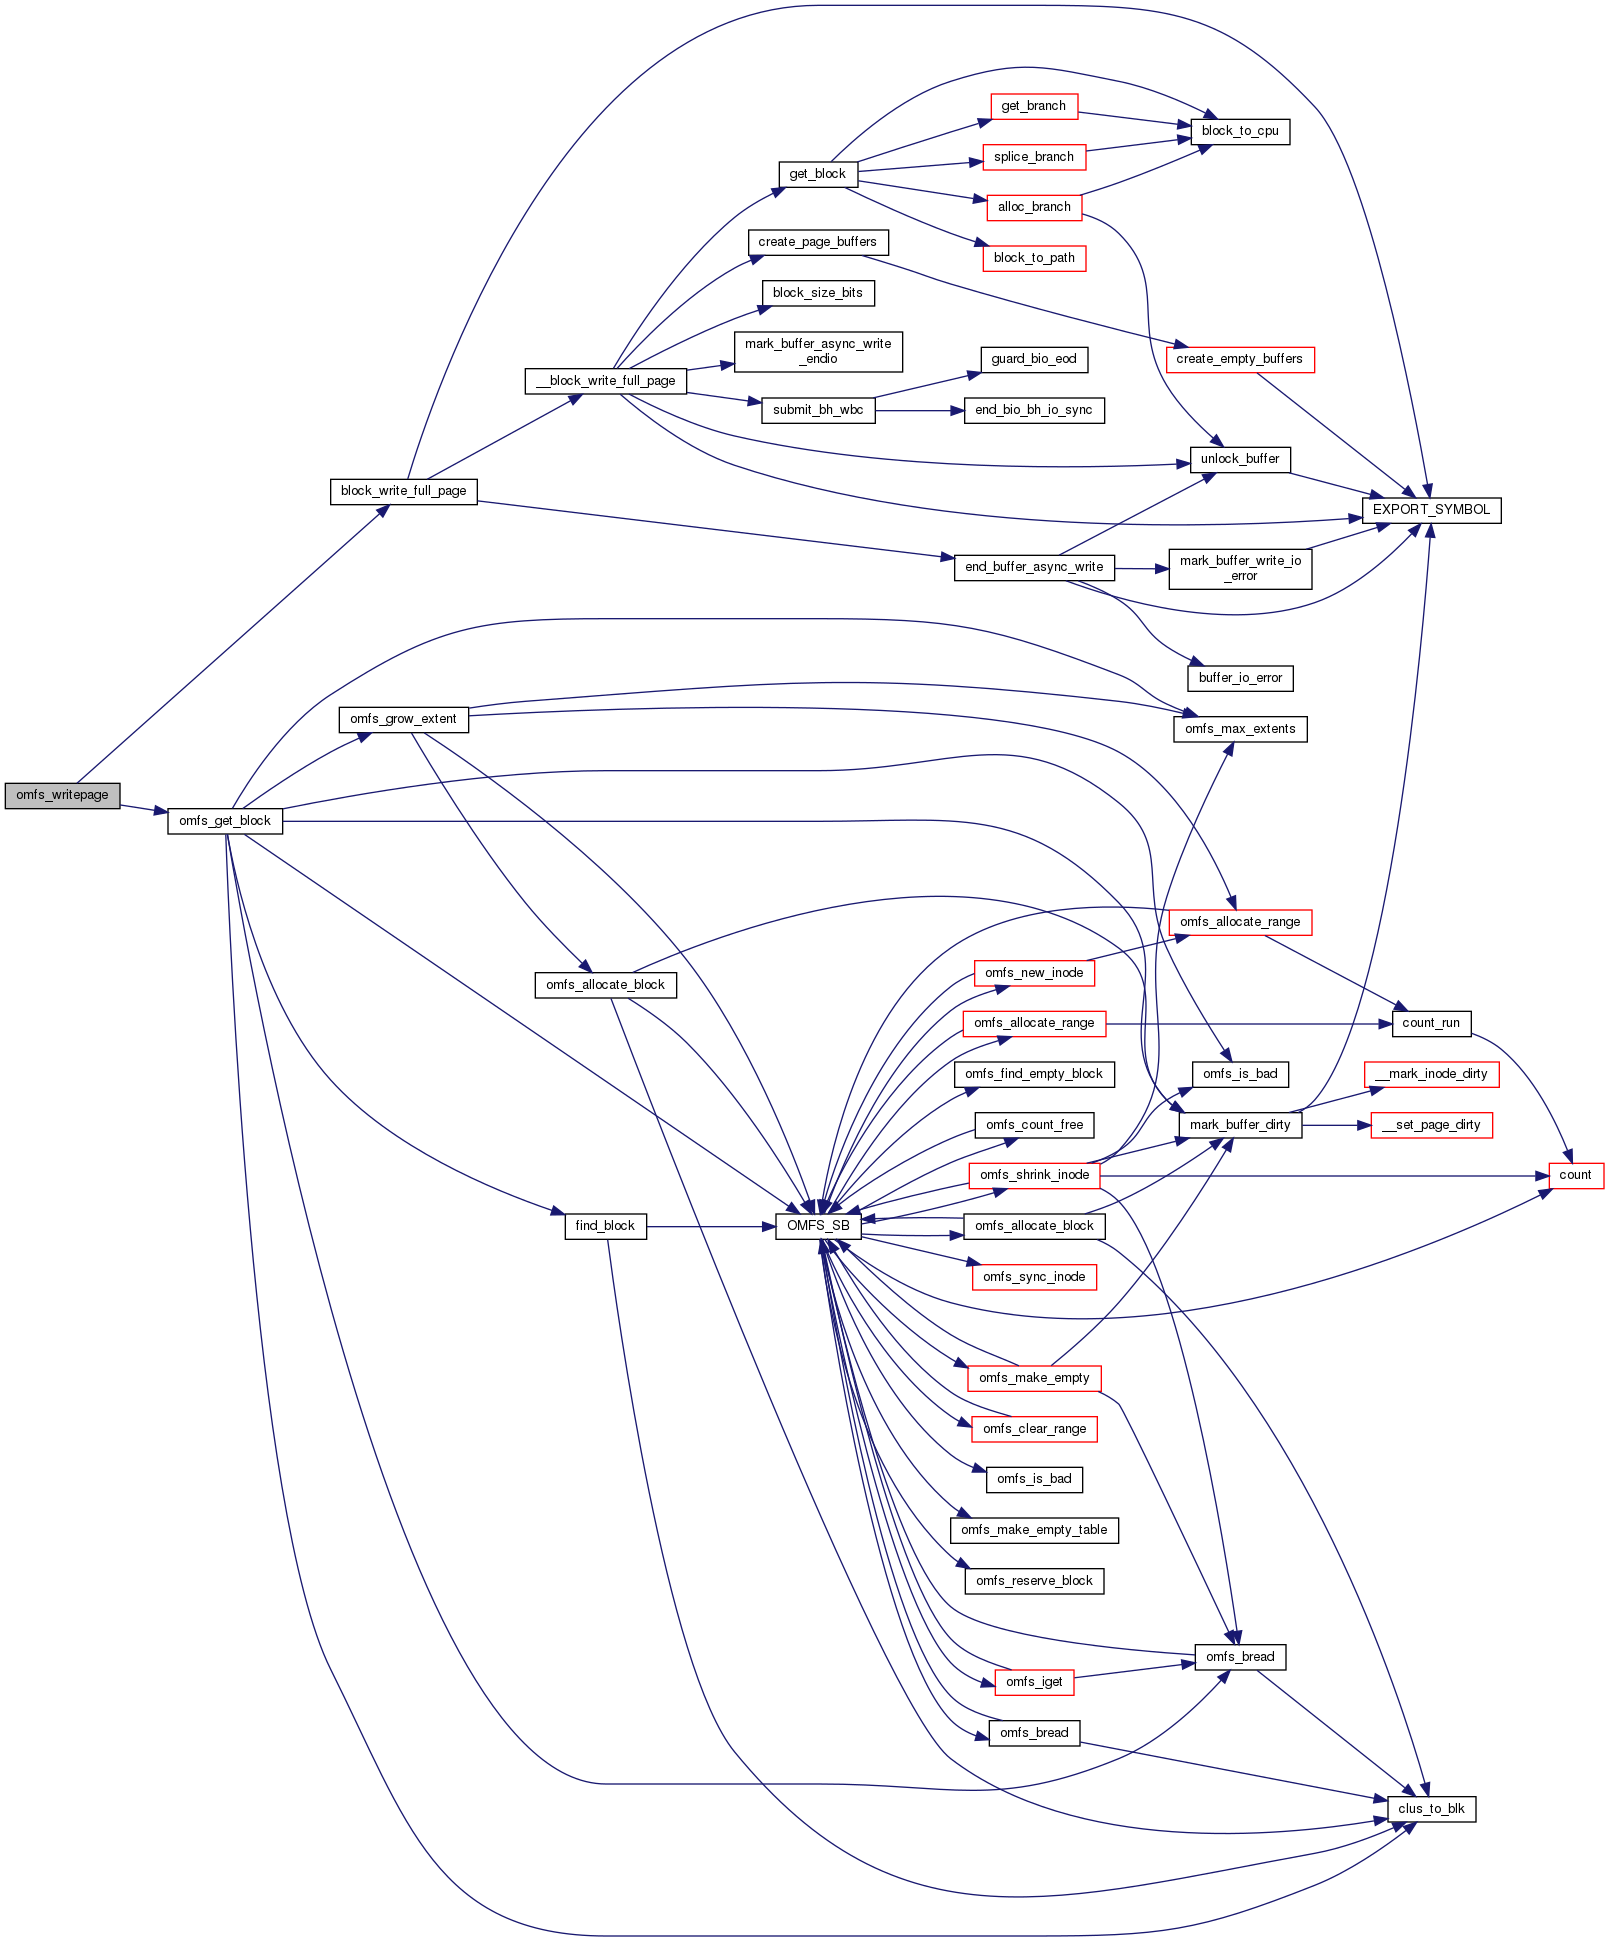 get_branch
block_to_cpu
splice_branch
get_block
alloc_branch
create_page_buffers
block_to_path
block_size_bits
mark_buffer_async_write
_endio
guard_bio_eod
create_empty_buffers
__block_write_full_page
submit_bh_wbc
end_bio_bh_io_sync
unlock_buffer
block_write_full_page
EXPORT_SYMBOL
end_buffer_async_write
mark_buffer_write_io
_error
buffer_io_error
omfs_grow_extent
omfs_max_extents
omfs_writepage
omfs_get_block
omfs_allocate_range
omfs_new_inode
omfs_allocate_block
omfs_allocate_range
count_run
omfs_find_empty_block
omfs_is_bad
__mark_inode_dirty
omfs_count_free
mark_buffer_dirty
__set_page_dirty
omfs_shrink_inode
count
find_block
OMFS_SB
omfs_allocate_block
omfs_sync_inode
omfs_make_empty
omfs_clear_range
omfs_is_bad
omfs_make_empty_table
omfs_reserve_block
omfs_bread
omfs_iget
omfs_bread
clus_to_blk